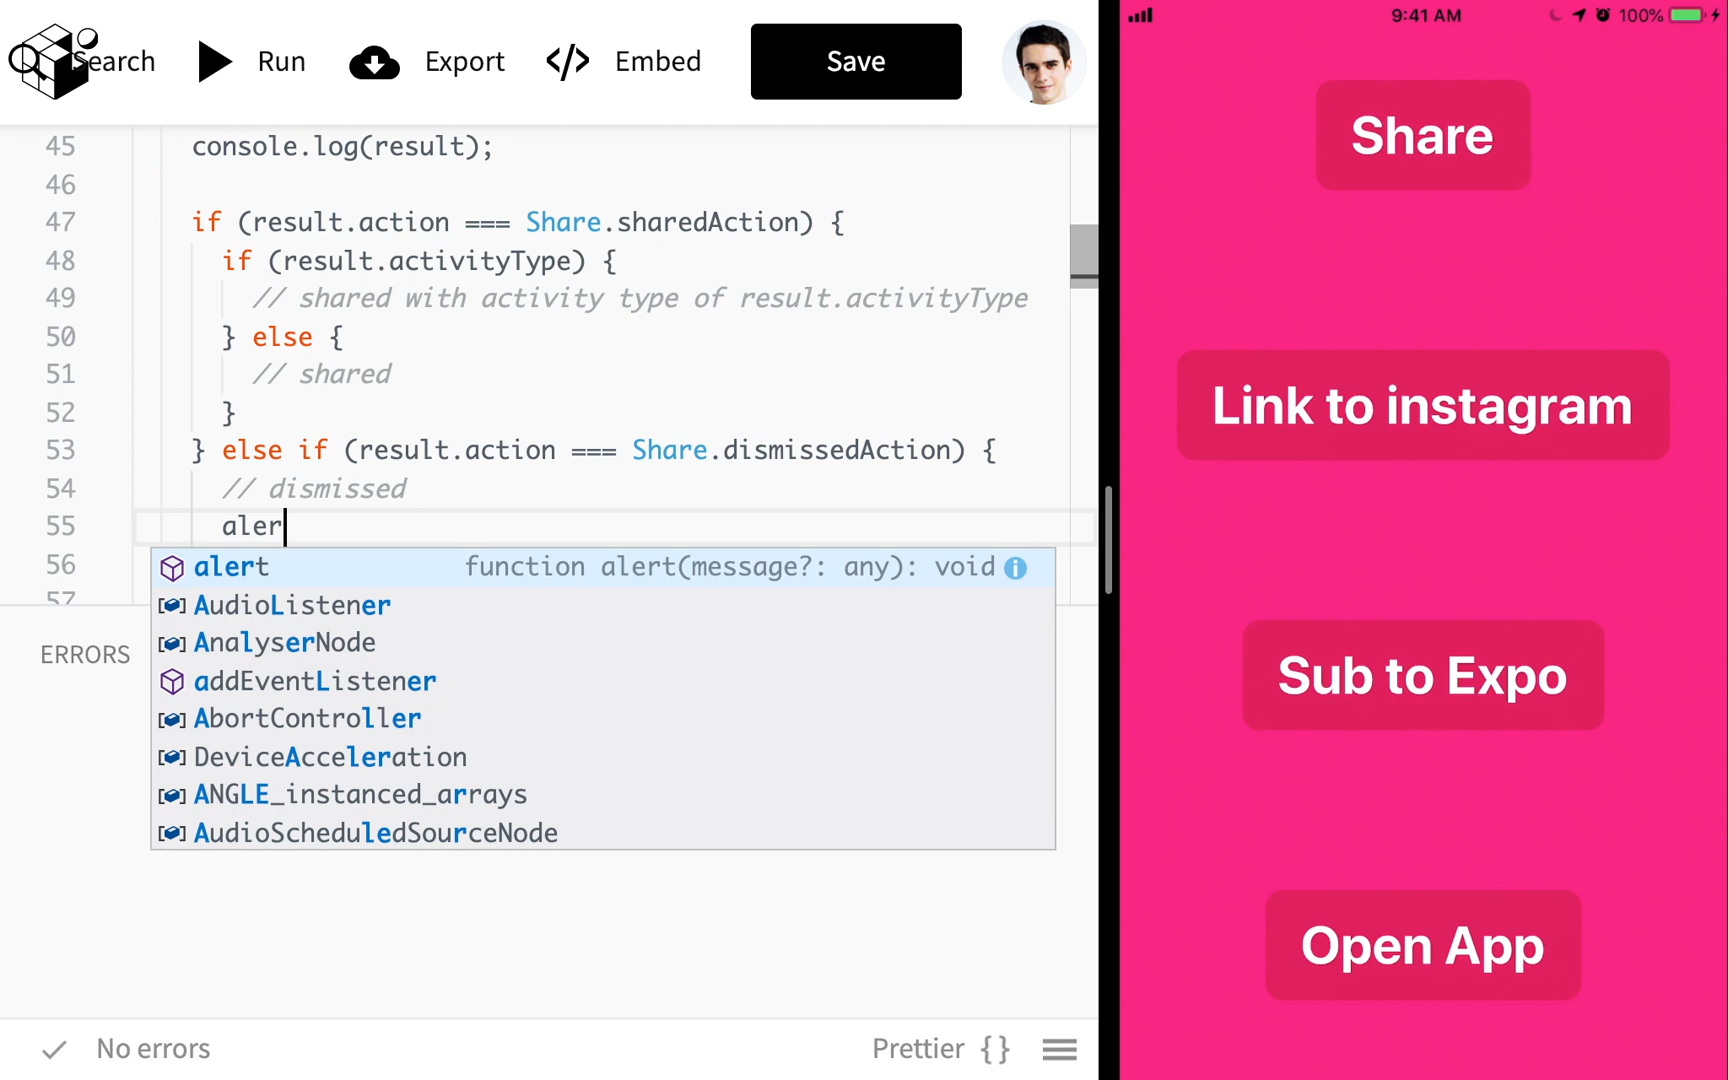 Search Run Export Embed Save
45 console.log(result);
46
47 if (result.action === Share.sharedAction) {
48 if (result.activityType) {
49 // shared with activity type of result.activityType
50 } else {
51 // shared
52 }
53 } else if (result.action === Share.dismissedAction) {
54 // dismissed
55 aler
56
57
alert function alert(message?: any): void
AudioListener
AnalyserNode
addEventListener
AbortController
DeviceAcceleration
ANGLE_instanced_arrays
AudioScheduledSourceNode
ERRORS
No errors Prettier {}
9:41 AM 100%
Share
Link to instagram
Sub to Expo
Open App